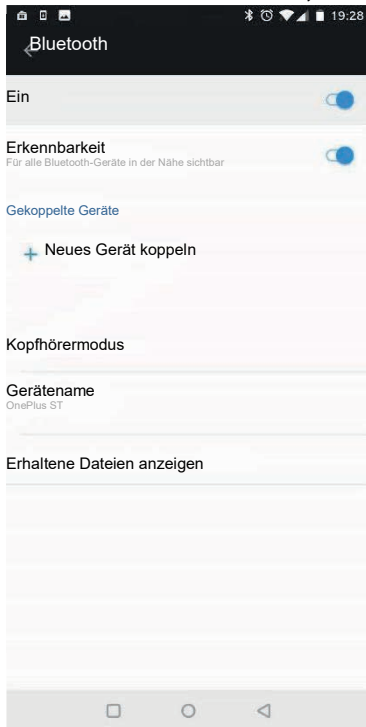 19:28
Bluetooth
Ein
Erkennbarkeit
Für alle Bluetooth-Geräte in der Nähe sichtbar
Gekoppelte Geräte
+ Neues Gerät koppeln
Kopfhörermodus
Gerätename
OnePlus ST
Erhaltene Dateien anzeigen